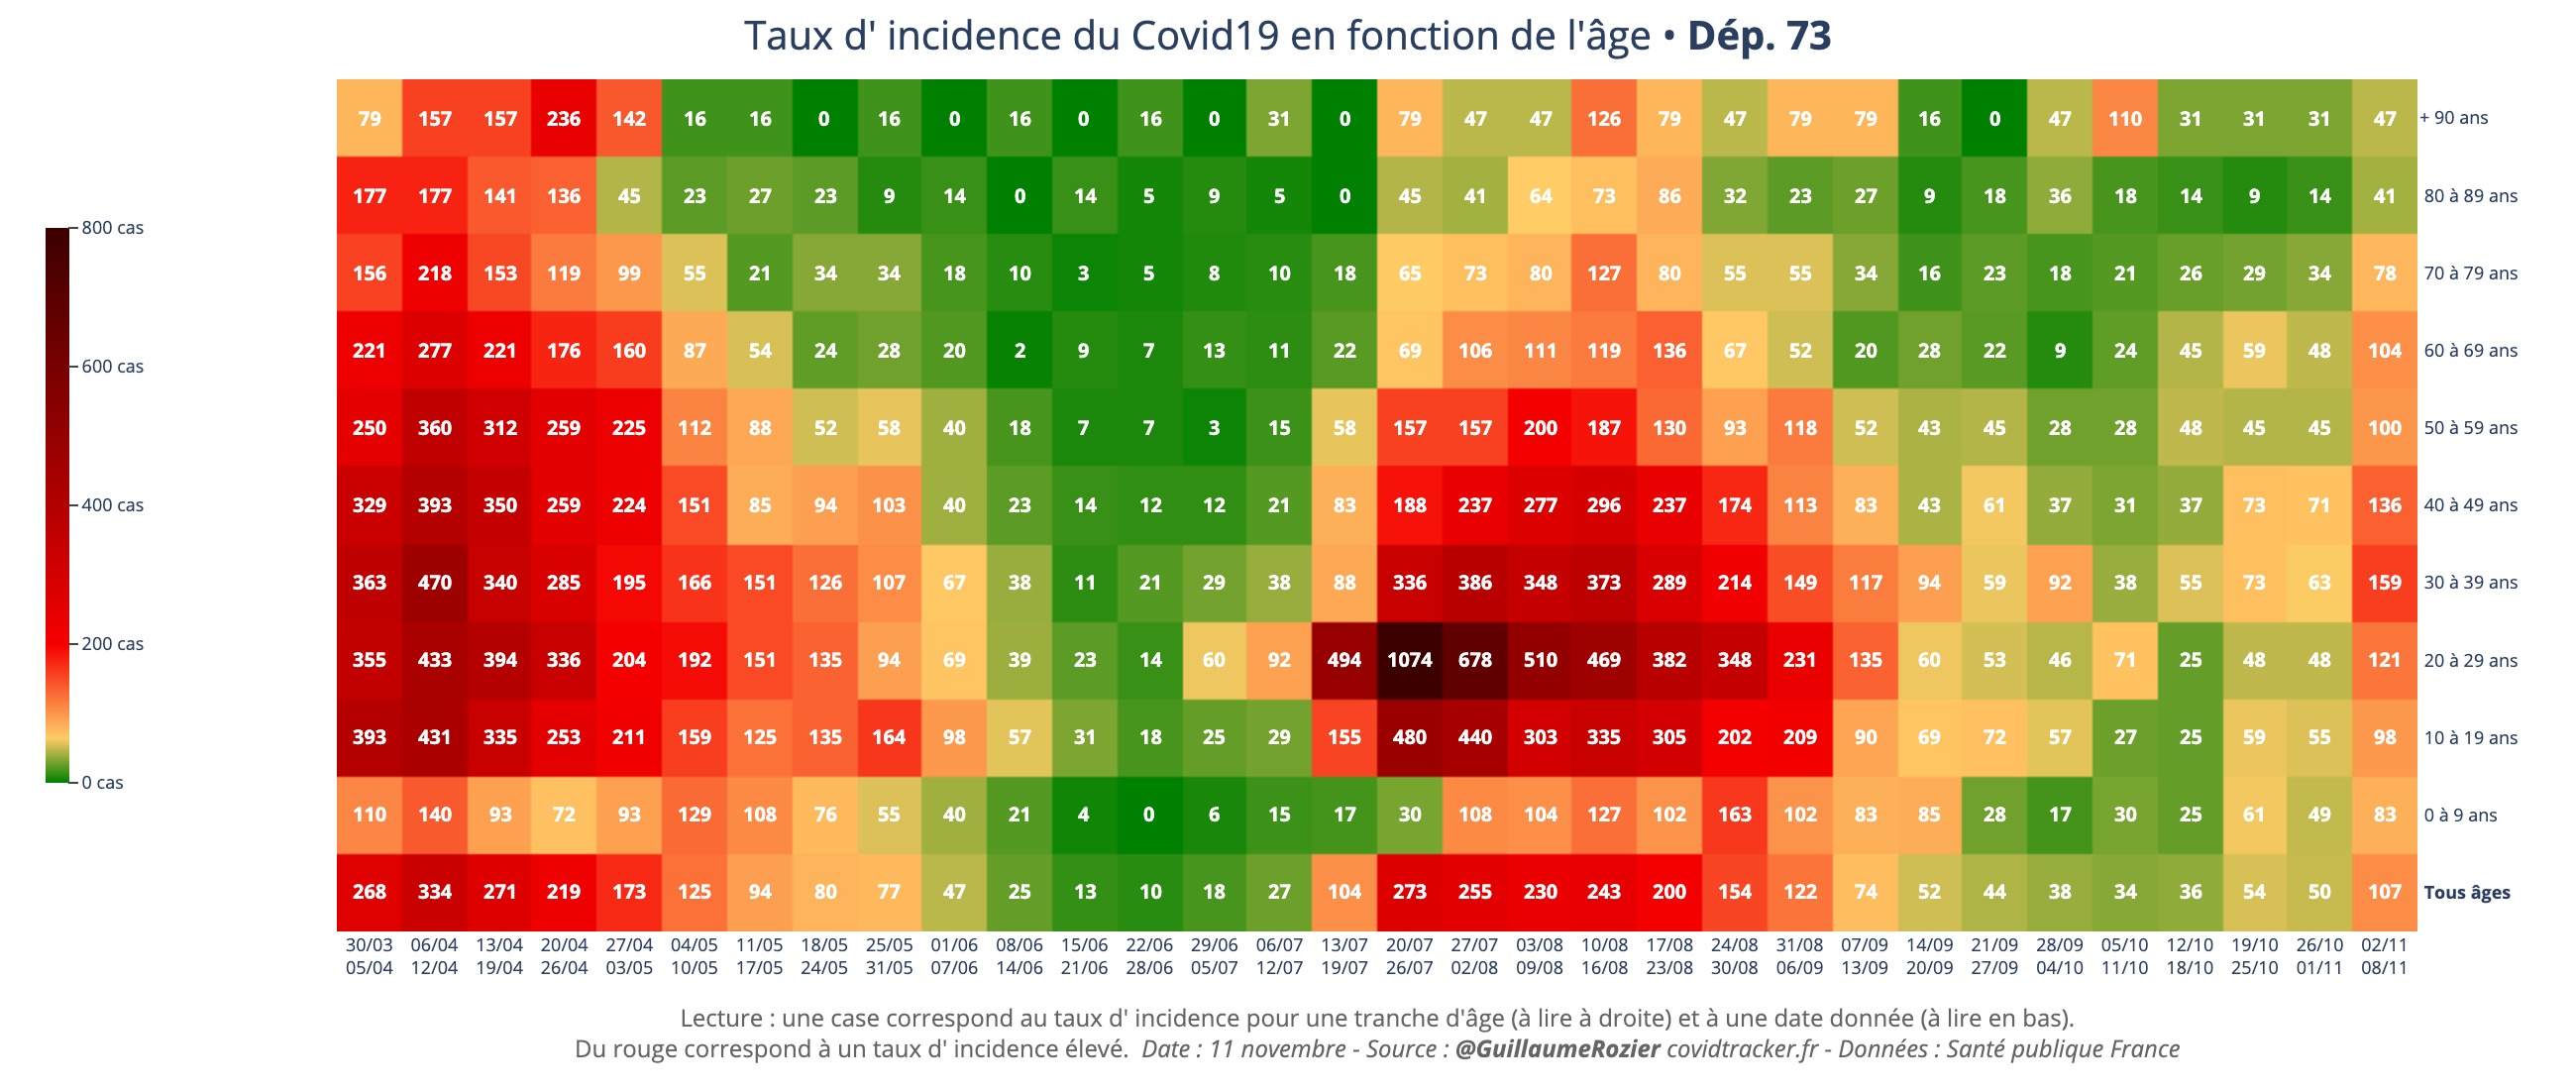 Taux d' incidence du Covid19 en fonction de l'âge • Dép. 73
800 cas
600 cas
400 cas
200 cas
0 cas
79 157 157 236 142 16 16 0 16 0 16 0 16 0 31 0 79 47 47 126 79 47 79 79 16 0 47 110 31 31 31 47 + 90 ans
177 177 141 136 45 23 27 23 9 14 0 14 5 9 5 0 45 41 64 73 86 32 23 27 9 18 36 18 14 9 14 41 80 à 89 ans
156 218 153 119 99 55 21 34 34 18 10 3 5 8 10 18 65 73 80 127 80 55 55 34 16 23 18 21 26 29 34 78 70 à 79 ans
221 277 221 176 160 87 54 24 28 20 2 9 7 13 11 22 69 106 111 119 136 67 52 20 28 22 9 24 45 59 48 104 60 à 69 ans
250 360 312 259 225 112 88 52 58 40 18 7 7 3 15 58 157 157 200 187 130 93 118 52 43 45 28 28 48 45 45 100 50 à 59 ans
329 393 350 259 224 151 85 94 103 40 23 14 12 12 21 83 188 237 277 296 237 174 113 83 43 61 37 31 37 73 71 136 40 à 49 ans
363 470 340 285 195 166 151 126 107 67 38 11 21 29 38 88 336 386 348 373 289 214 149 117 94 59 92 38 55 73 63 159 30 à 39 ans
355 433 394 336 204 192 151 135 94 69 39 23 14 60 92 494 1074 678 510 469 382 348 231 135 60 53 46 71 25 48 48 121 20 à 29 ans
393 431 335 253 211 159 125 135 164 98 57 31 18 25 29 155 480 440 303 335 305 202 209 90 69 72 57 27 25 59 55 98 10 à 19 ans
110 140 93 72 93 129 108 76 55 40 21 4 0 6 15 17 30 108 104 127 102 163 102 83 85 28 17 30 25 61 49 83 0 à 9 ans
268 334 271 219 173 125 94 80 77 47 25 13 10 18 27 104 273 255 230 243 200 154 122 74 52 44 38 34 36 54 50 107 Tous âges
30/03 06/04 13/04 20/04 27/04 04/05 11/05 18/05 25/05 01/06 08/06 15/06 22/06 29/06 06/07 13/07 20/07 27/07 03/08 10/08 17/08 24/08 31/08 07/09 14/09 21/09 28/09 05/10 12/10 19/10 26/10 02/11
05/04 12/04 19/04 26/04 03/05 10/05 17/05 24/05 31/05 07/06 14/06 21/06 28/06 05/07 12/07 19/07 26/07 02/08 09/08 16/08 23/08 30/08 06/09 13/09 20/09 27/09 04/10 11/10 18/10 25/10 01/11 08/11
Lecture : une case correspond au taux d' incidence pour une tranche d'âge (à lire à droite) et à une date donnée (à lire en bas).
Du rouge correspond à un taux d' incidence élevé. Date : 11 novembre - Source : @GuillaumeRozier covidtracker.fr - Données : Santé publique France